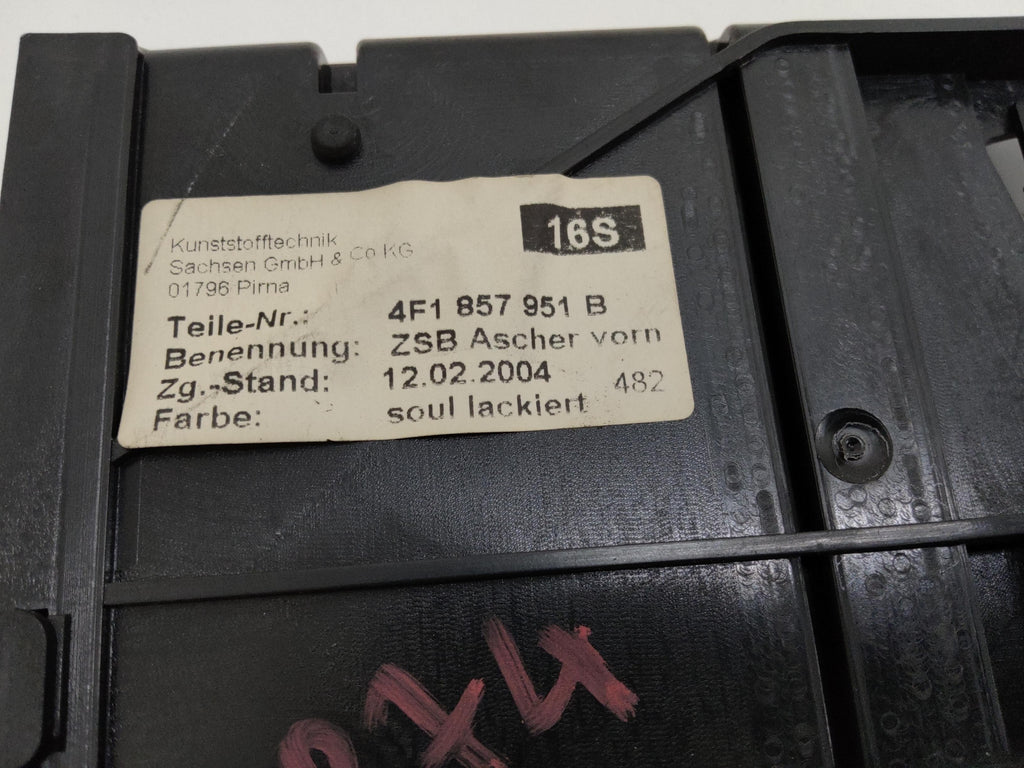 16S
Kunststofftechnik
Sachsen GmbH & Co KG
01796 Pirna
Teile-Nr.: 4F1 857 951 B
Benennung: ZSB Ascher vorn
Zg.-Stand: 12.02.2004 482
Farbe: soul lackiert